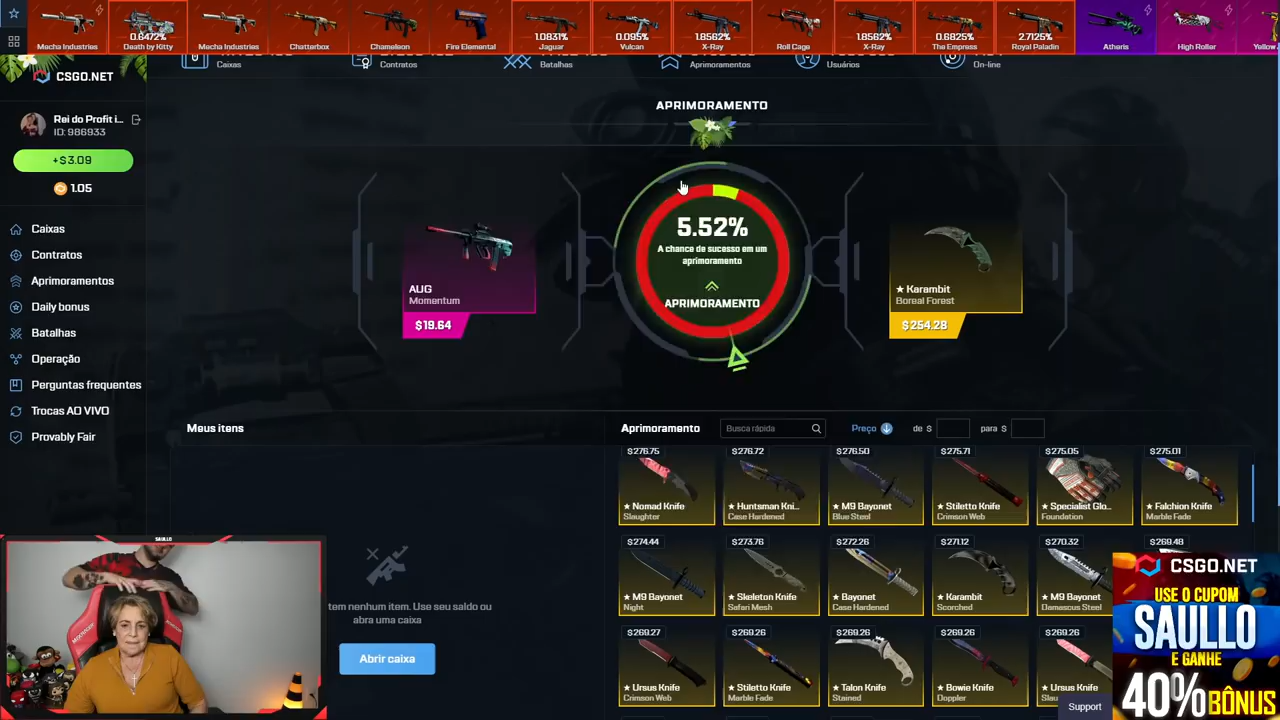 Mecha Industries
0.6472%
Death by Kitty
Mecha Industries
Chatterbox
Chameleon
Fire Elemental
1.0831%
Jaguar
0.095%
Vulcan
1.8562%
X-Ray
Roll Cage
1.8562%
X-Ray
0.6825%
The Empress
2.7125%
Royal Paladin
Atheris
High Roller
Yellow
CSGO.NET
Caixas
Contratos
Batalhas
Aprimoramentos
Usuários
On-line
Rei do Profit i...
ID: 986933
+$3.09
1.05
Caixas
Contratos
Aprimoramentos
Daily bonus
Batalhas
Operação
Perguntas frequentes
Trocas AO VIVO
Provably Fair
APRIMORAMENTO
AUG
Momentum
$19.64
5.52%
A chance de sucesso em um
aprimoramento
APRIMORAMENTO
★ Karambit
Boreal Forest
$254.28
Meus itens
Aprimoramento
Busca rápida
Preço
de $
para $
tem nenhum item. Use seu saldo ou
abra uma caixa
Abrir caixa
$276.75
★ Nomad Knife
Slaughter
$276.72
★ Huntsman Kni...
Case Hardened
$276.50
★ M9 Bayonet
Blue Steel
$275.71
★ Stiletto Knife
Crimson Web
$275.05
★ Specialist Glo...
Foundation
$275.01
★ Falchion Knife
Marble Fade
$274.44
★ M9 Bayonet
Night
$273.76
★ Skeleton Knife
Safari Mesh
$272.26
★ Bayonet
Case Hardened
$271.12
★ Karambit
Scorched
$270.32
★ M9 Bayonet
Damascus Steel
$269.48
$269.27
★ Ursus Knife
Crimson Web
$269.26
★ Stiletto Knife
Marble Fade
$269.26
★ Talon Knife
Stained
$269.26
★ Bowie Knife
Doppler
$269.26
★ Ursus Knife
SAULLO
CSGO.NET
USE O CUPOM
SAULLO
E GANHE
40% BÔNUS
Support